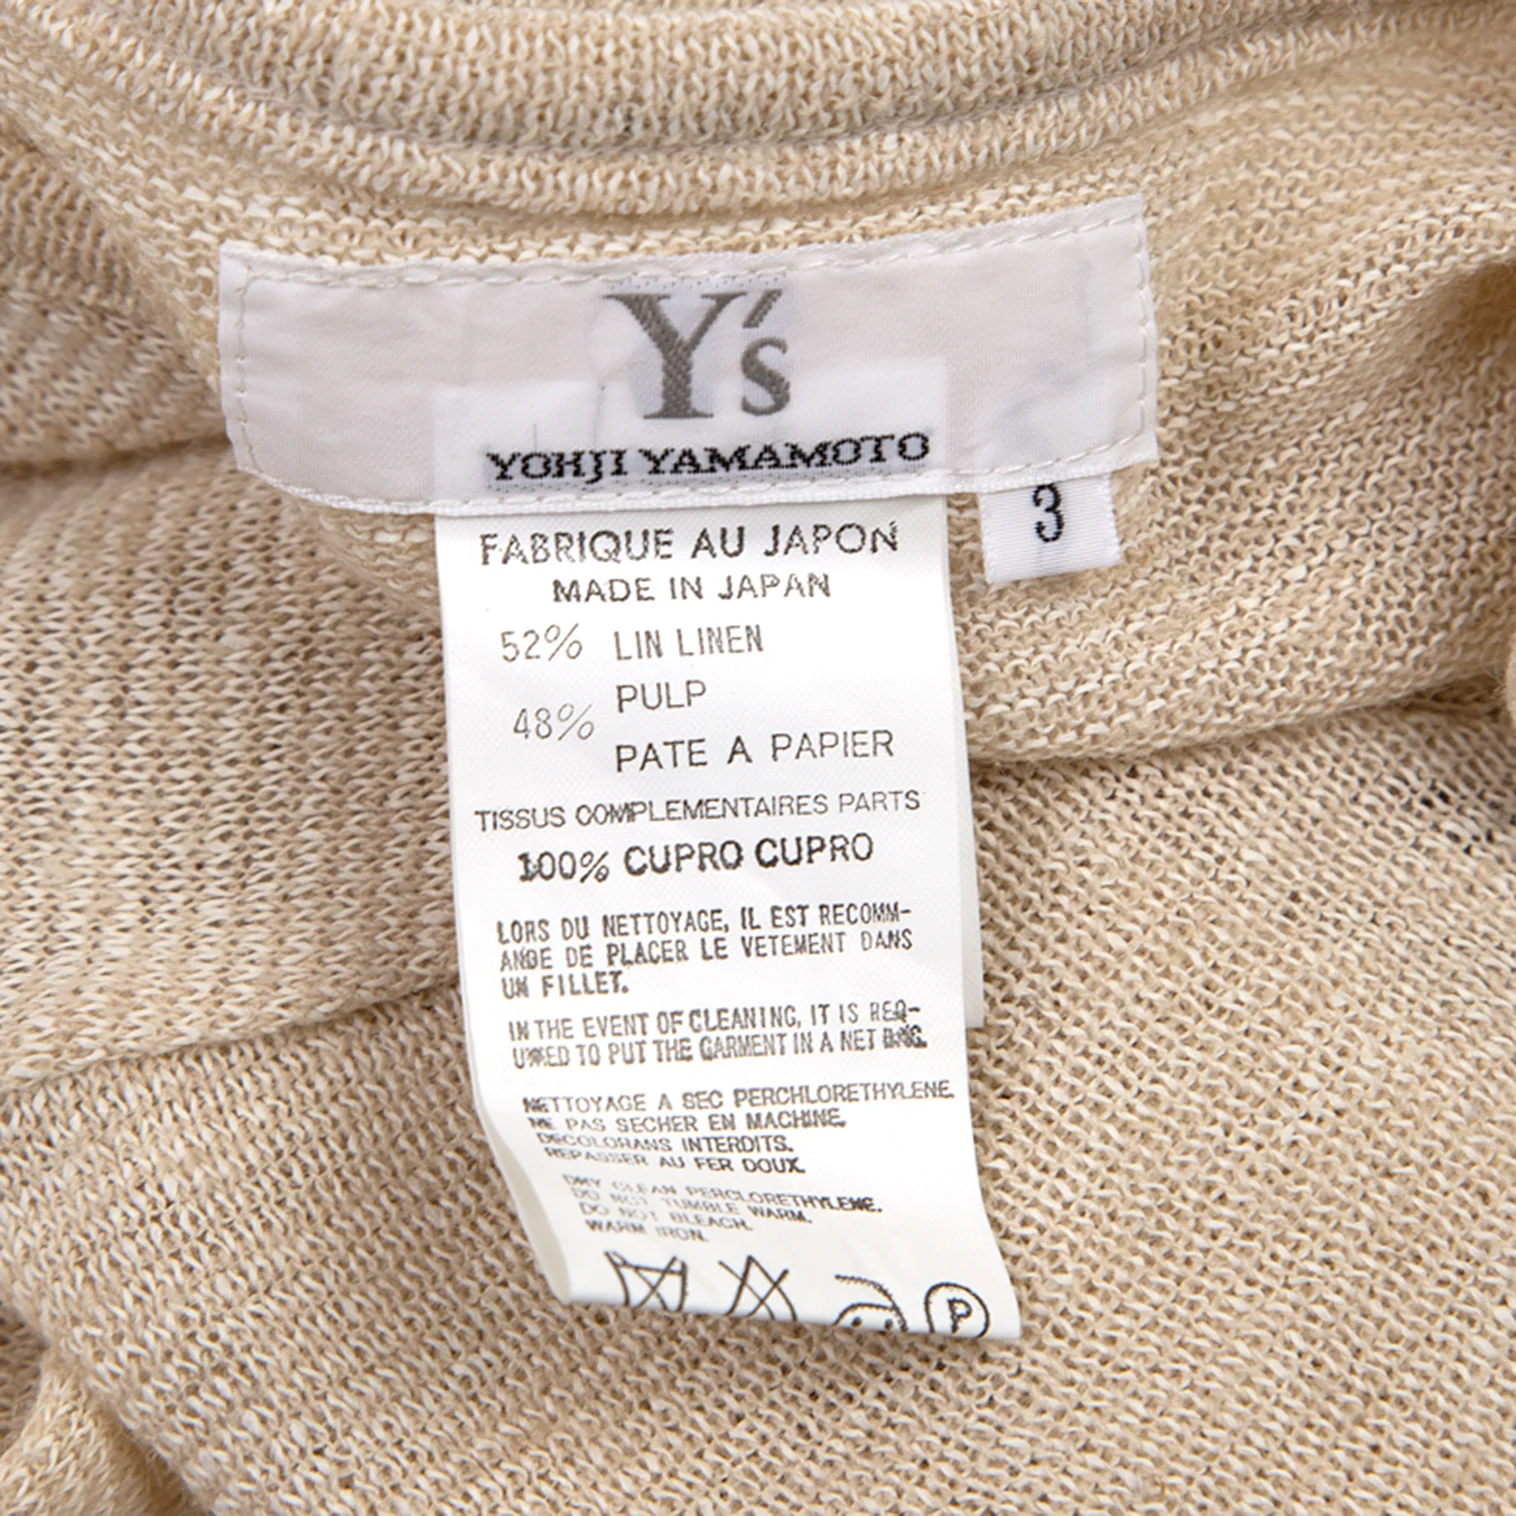 Y's
YOHJI YAMAMOTO
3
FABRIQUE AU JAPON
MADE IN JAPAN
52% LIN LINEN
48% PULP
PATE A PAPIER
TISSUS COMPLEMENTAIRES PARTS
100% CUPRO CUPRO
LORS DU NETTOYAGE, IL EST RECOMM-
ANDE DE PLACER LE VETEMENT DANS
UN FILLET.
IN THE EVENT OF CLEANING, IT IS REQ-
UIRED TO PUT THE GARMENT IN A NET BAG.
NETTOYAGE A SEC PERCHLORETHYLENE.
NE PAS SECHER EN MACHINE.
DECOLORANS INTERDITS.
REPASSER AU FER DOUX.
DRY CLEAN PERCLORETHYLENE.
DO NOT TUMBLE WARM.
DO NOT BLEACH.
WARM IRON.
P